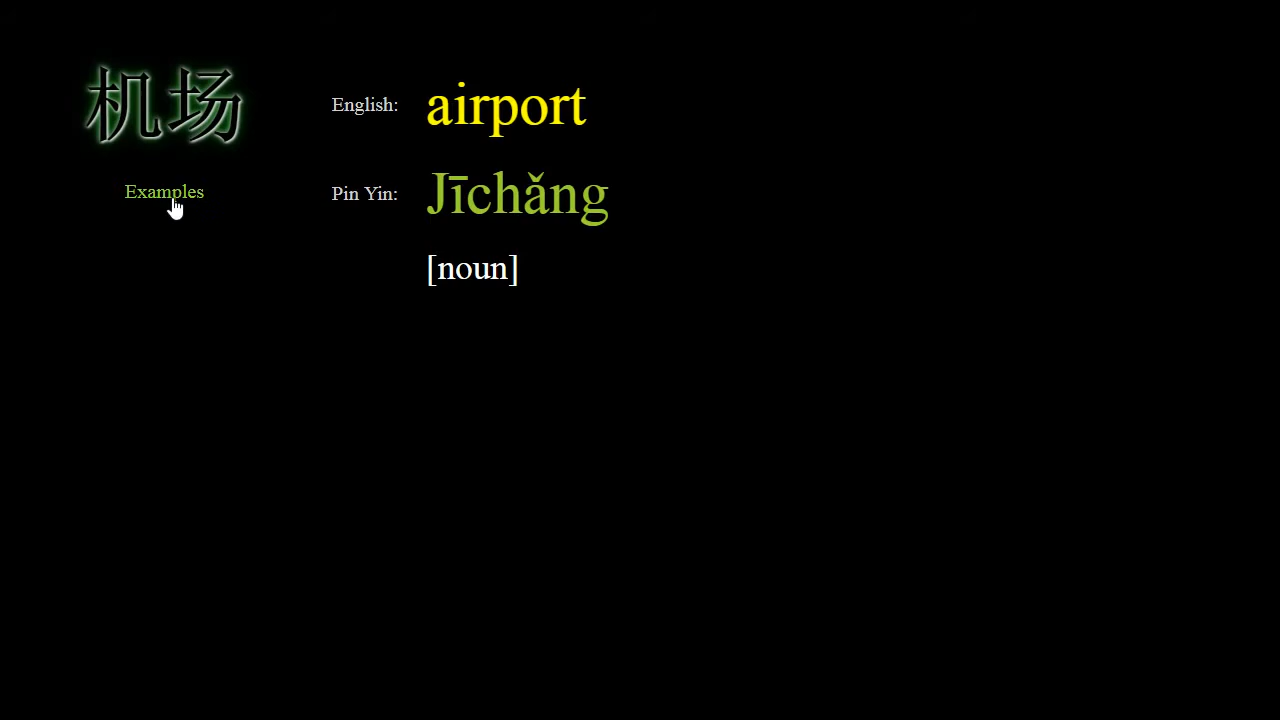 机场
English: airport
Examples
Pin Yin: Jīchǎng
[noun]